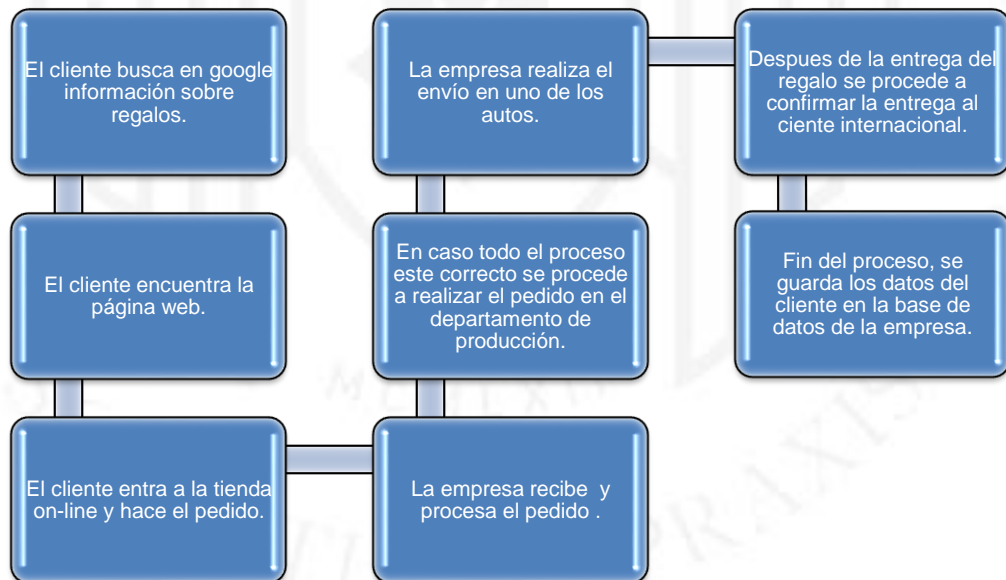 El cliente busca en google
información sobre
regalos.
El cliente encuentra la
página web.
El cliente entra a la tienda
on-line y hace el pedido.
La empresa recibe y
procesa el pedido .
En caso todo el proceso
este correcto se procede
a realizar el pedido en el
departamento de
producción.
La empresa realiza el
envío en uno de los
autos.
Despues de la entrega del
regalo se procede a
confirmar la entrega al
ciente internacional.
Fin del proceso, se
guarda los datos del
cliente en la base de
datos de la empresa.
PRAXIS